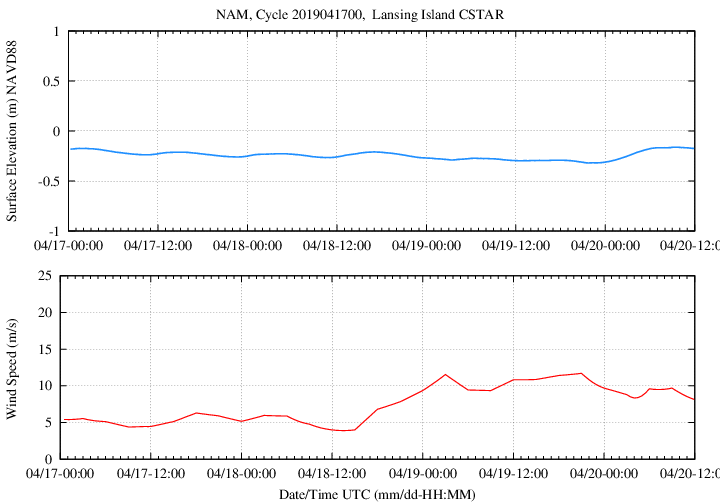 NAM, Cycle 2019041700, Lansing Island CSTAR
Surface Elevation (m) NAVD88
1
0.5
0
-0.5
-1
04/17-00:00 04/17-12:00 04/18-00:00 04/18-12:00 04/19-00:00 04/19-12:00 04/20-00:00 04/20-12:0
Wind Speed (m/s)
25
20
15
10
5
0
04/17-00:00 04/17-12:00 04/18-00:00 04/18-12:00 04/19-00:00 04/19-12:00 04/20-00:00 04/20-12:0
Date/Time UTC (mm/dd-HH:MM)